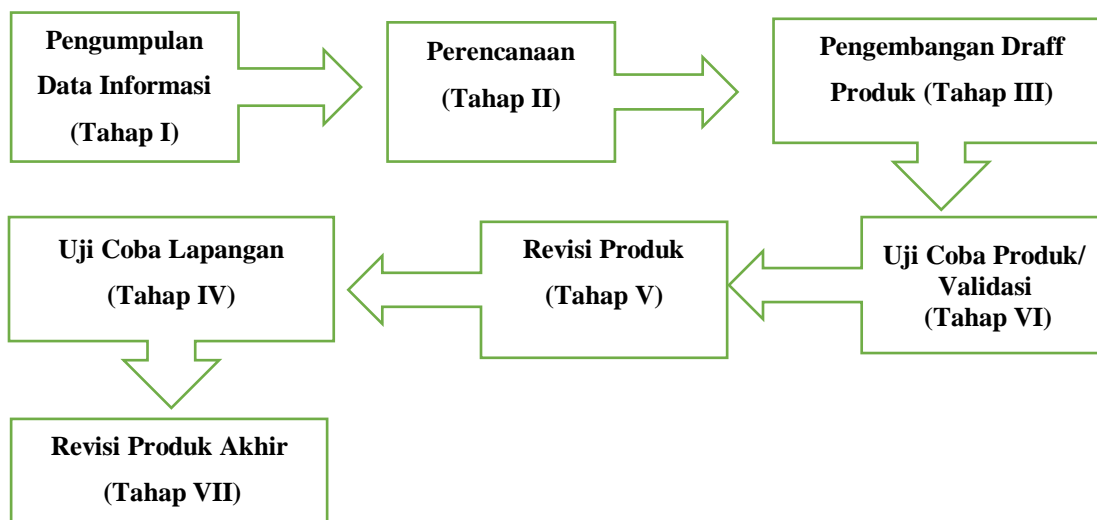 Pengumpulan
Data Informasi
(Tahap I)
Perencanaan
(Tahap II)
Pengembangan Draff
Produk (Tahap III)
Uji Coba Produk/
Validasi
(Tahap VI)
Revisi Produk
(Tahap V)
Uji Coba Lapangan
(Tahap IV)
Revisi Produk Akhir
(Tahap VII)